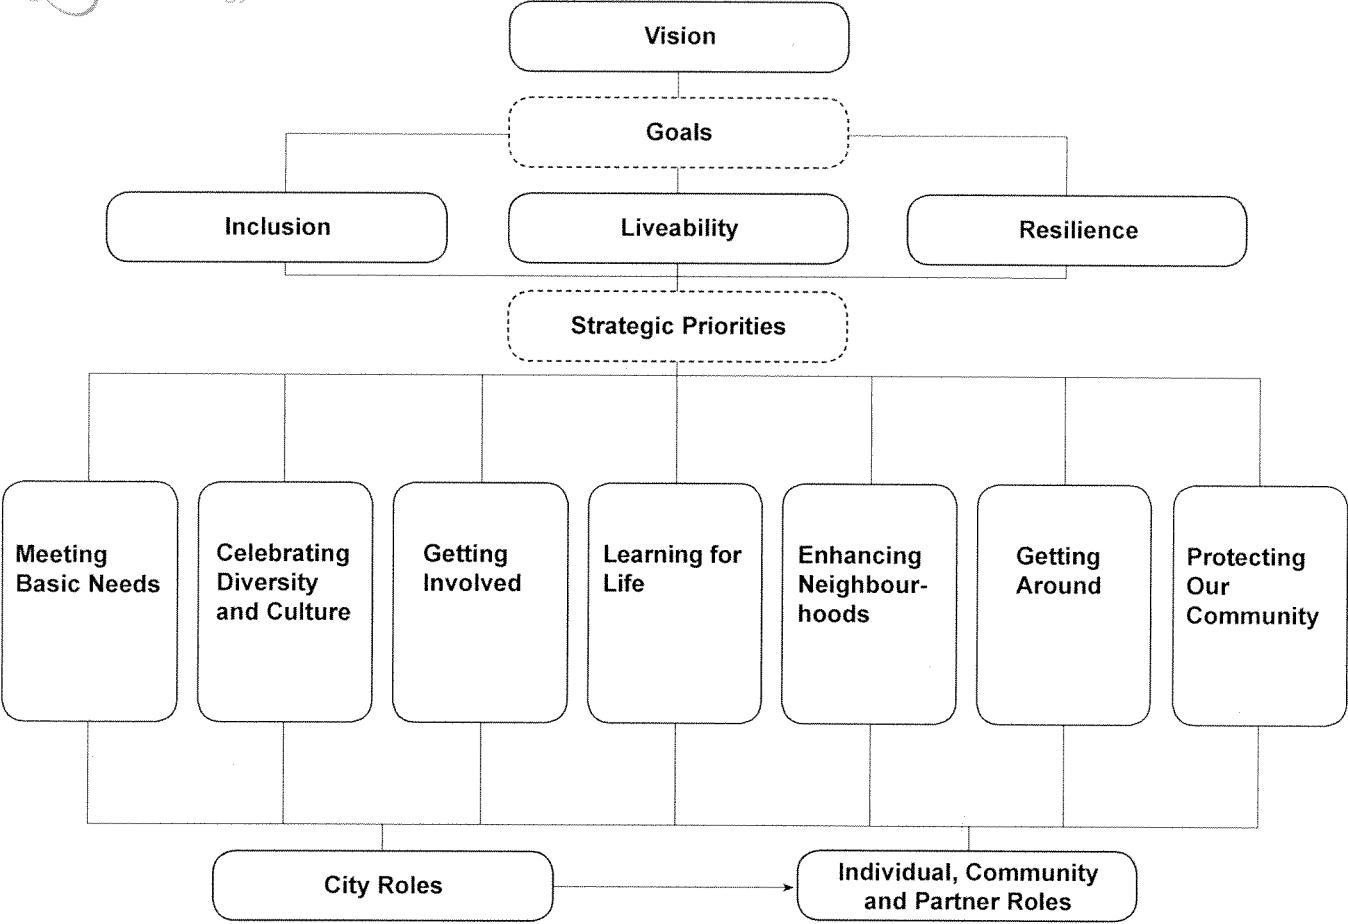 Vision
Goals
Inclusion
Liveability
Resilience
Strategic Priorities
Meeting
Basic Needs
Celebrating
Diversity
and Culture
Getting
Involved
Learning for
Life
Enhancing
Neighbour-
hoods
Getting
Around
Protecting
Our
Community
City Roles
Individual, Community
and Partner Roles